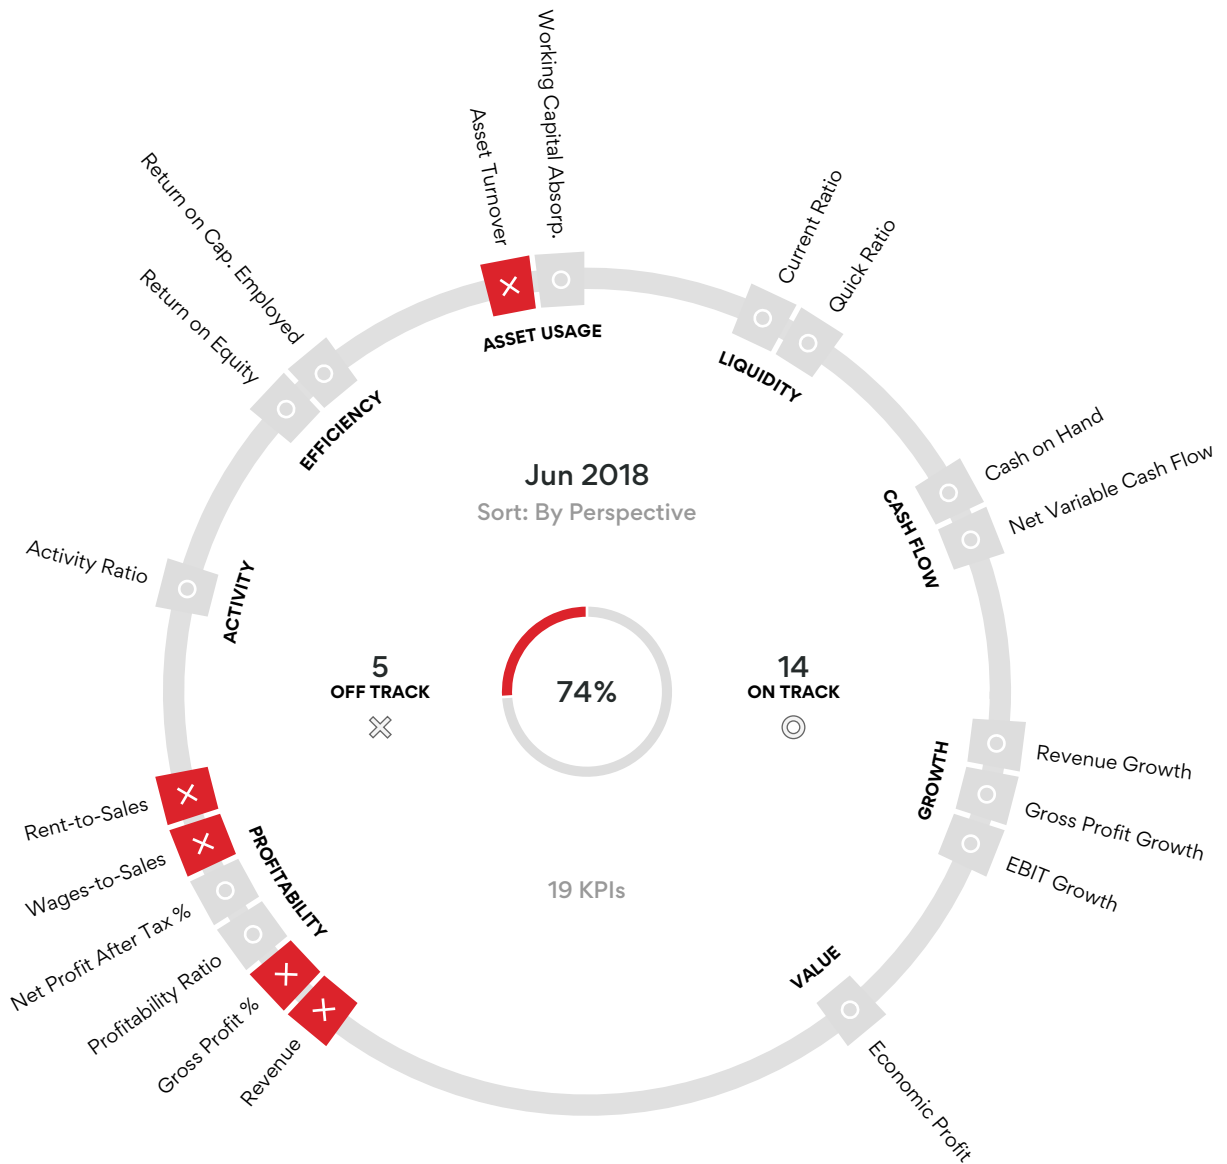 Working Capital Absorp.
Asset Turnover
Return on Cap. Employed
Return on Equity
Current Ratio
Quick Ratio
ASSET USAGE
LIQUIDITY
EFFICIENCY
Cash on Hand
Net Variable Cash Flow
CASH FLOW
Jun 2018
Sort: By Perspective
Activity Ratio
ACTIVITY
5
OFF TRACK
74%
14
ON TRACK
Revenue Growth
Gross Profit Growth
EBIT Growth
GROWTH
Rent-to-Sales
Wages-to-Sales
Net Profit After Tax %
Profitability Ratio
Gross Profit %
Revenue
PROFITABILITY
19 KPIs
VALUE
Economic Profit